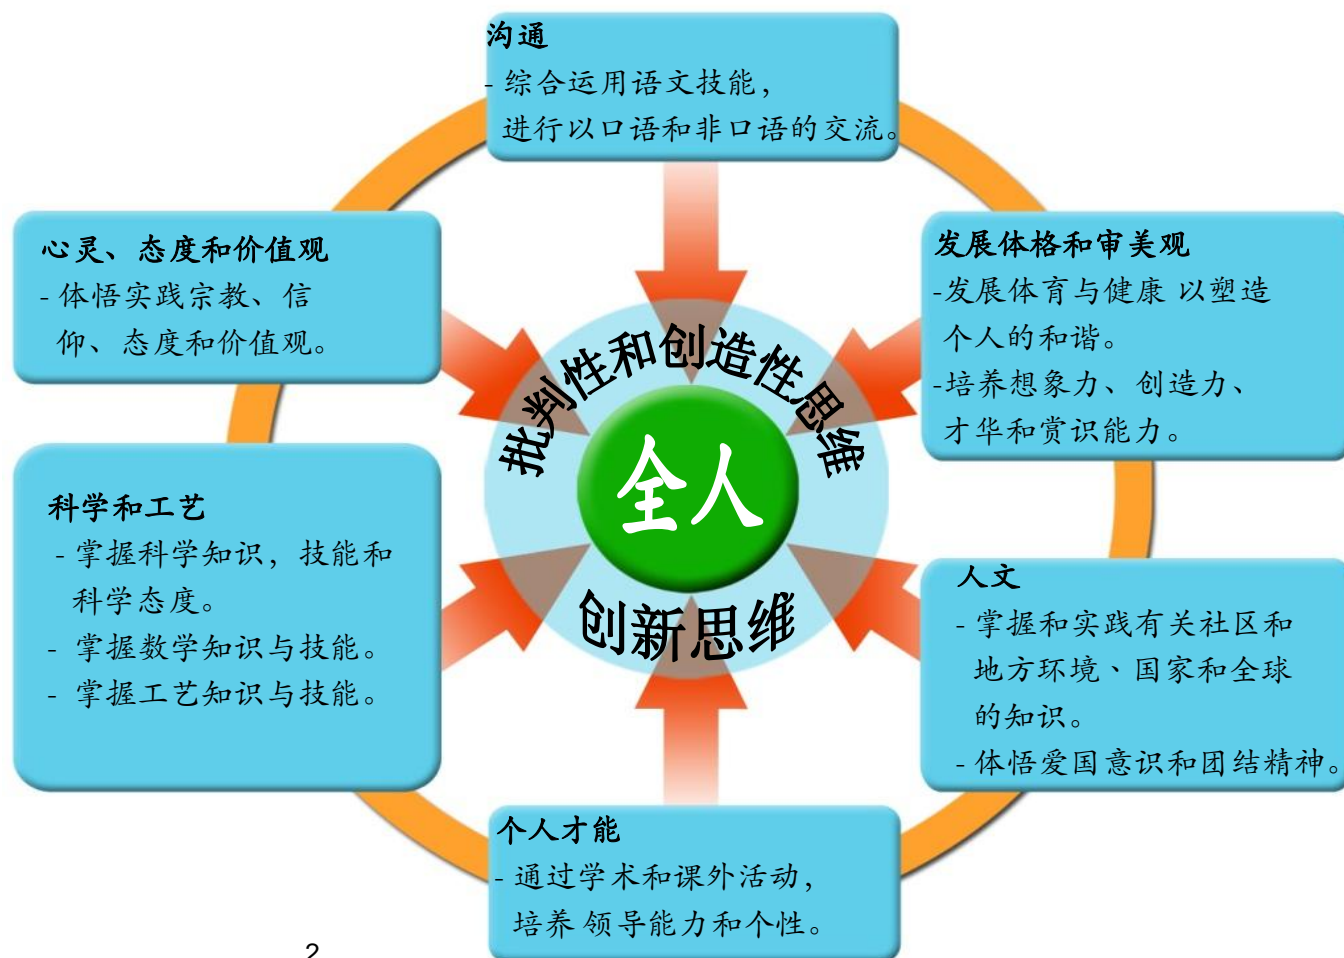 沟通
- 综合运用语文技能，
进行以口语和非口语的交流。
心灵、态度和价值观
- 体悟实践宗教、信
仰、态度和价值观。
发展体格和审美观
-发展体育与健康 以塑造
个人的和谐。
-培养想象力、创造力、
才华和赏识能力。
批判性和创造性思维
全人
创新思维
科学和工艺
- 掌握科学知识，技能和
科学态度。
- 掌握数学知识与技能。
- 掌握工艺知识与技能。
人文
- 掌握和实践有关社区和
地方环境、国家和全球
的知识。
- 体悟爱国意识和团结精神。
个人才能
- 通过学术和课外活动，
培养 领导能力和个性。
2